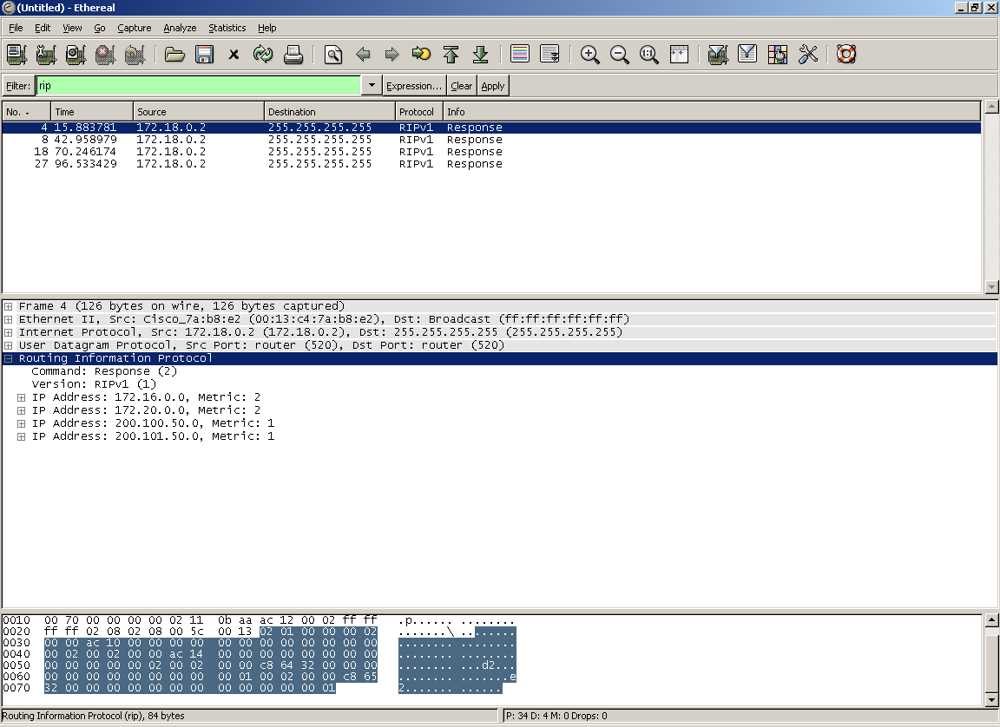 (Untitled) - Ethereal
File Edit View Go Capture Analyze Statistics Help
Filter: rip Expression... Clear Apply
No. Time Source Destination Protocol Info
4 15.883781 172.18.0.2 255.255.255.255 RIPv1 Response
8 42.958979 172.18.0.2 255.255.255.255 RIPv1 Response
18 70.246174 172.18.0.2 255.255.255.255 RIPv1 Response
27 96.533429 172.18.0.2 255.255.255.255 RIPv1 Response
Frame 4 (126 bytes on wire, 126 bytes captured)
Ethernet II, Src: Cisco_7a:b8:e2 (00:13:c4:7a:b8:e2), Dst: Broadcast (ff:ff:ff:ff:ff:ff)
Internet Protocol, Src: 172.18.0.2 (172.18.0.2), Dst: 255.255.255.255 (255.255.255.255)
User Datagram Protocol, Src Port: router (520), Dst Port: router (520)
Routing Information Protocol
Command: Response (2)
Version: RIPv1 (1)
IP Address: 172.16.0.0, Metric: 2
IP Address: 172.20.0.0, Metric: 2
IP Address: 200.100.50.0, Metric: 1
IP Address: 200.101.50.0, Metric: 1
0010 00 70 00 00 00 00 02 11 0b aa ac 12 00 02 ff ff .p...... ........
0020 ff ff 02 08 02 08 00 5c 00 13 02 01 00 00 00 02 .......\ ........
0030 00 00 ac 10 00 00 00 00 00 00 00 00 00 00 00 00 ........ ........
0040 00 02 00 02 00 00 ac 14 00 00 00 00 00 00 00 00 ........ ........
0050 00 00 00 00 00 02 00 02 00 00 c8 64 32 00 00 00 ........ ...d2...
0060 00 00 00 00 00 00 00 00 00 01 00 02 00 00 c8 65 ........ .......e
0070 32 00 00 00 00 00 00 00 00 00 00 00 00 01 2....... ......
Routing Information Protocol (rip), 84 bytes P: 34 D: 4 M: 0 Drops: 0